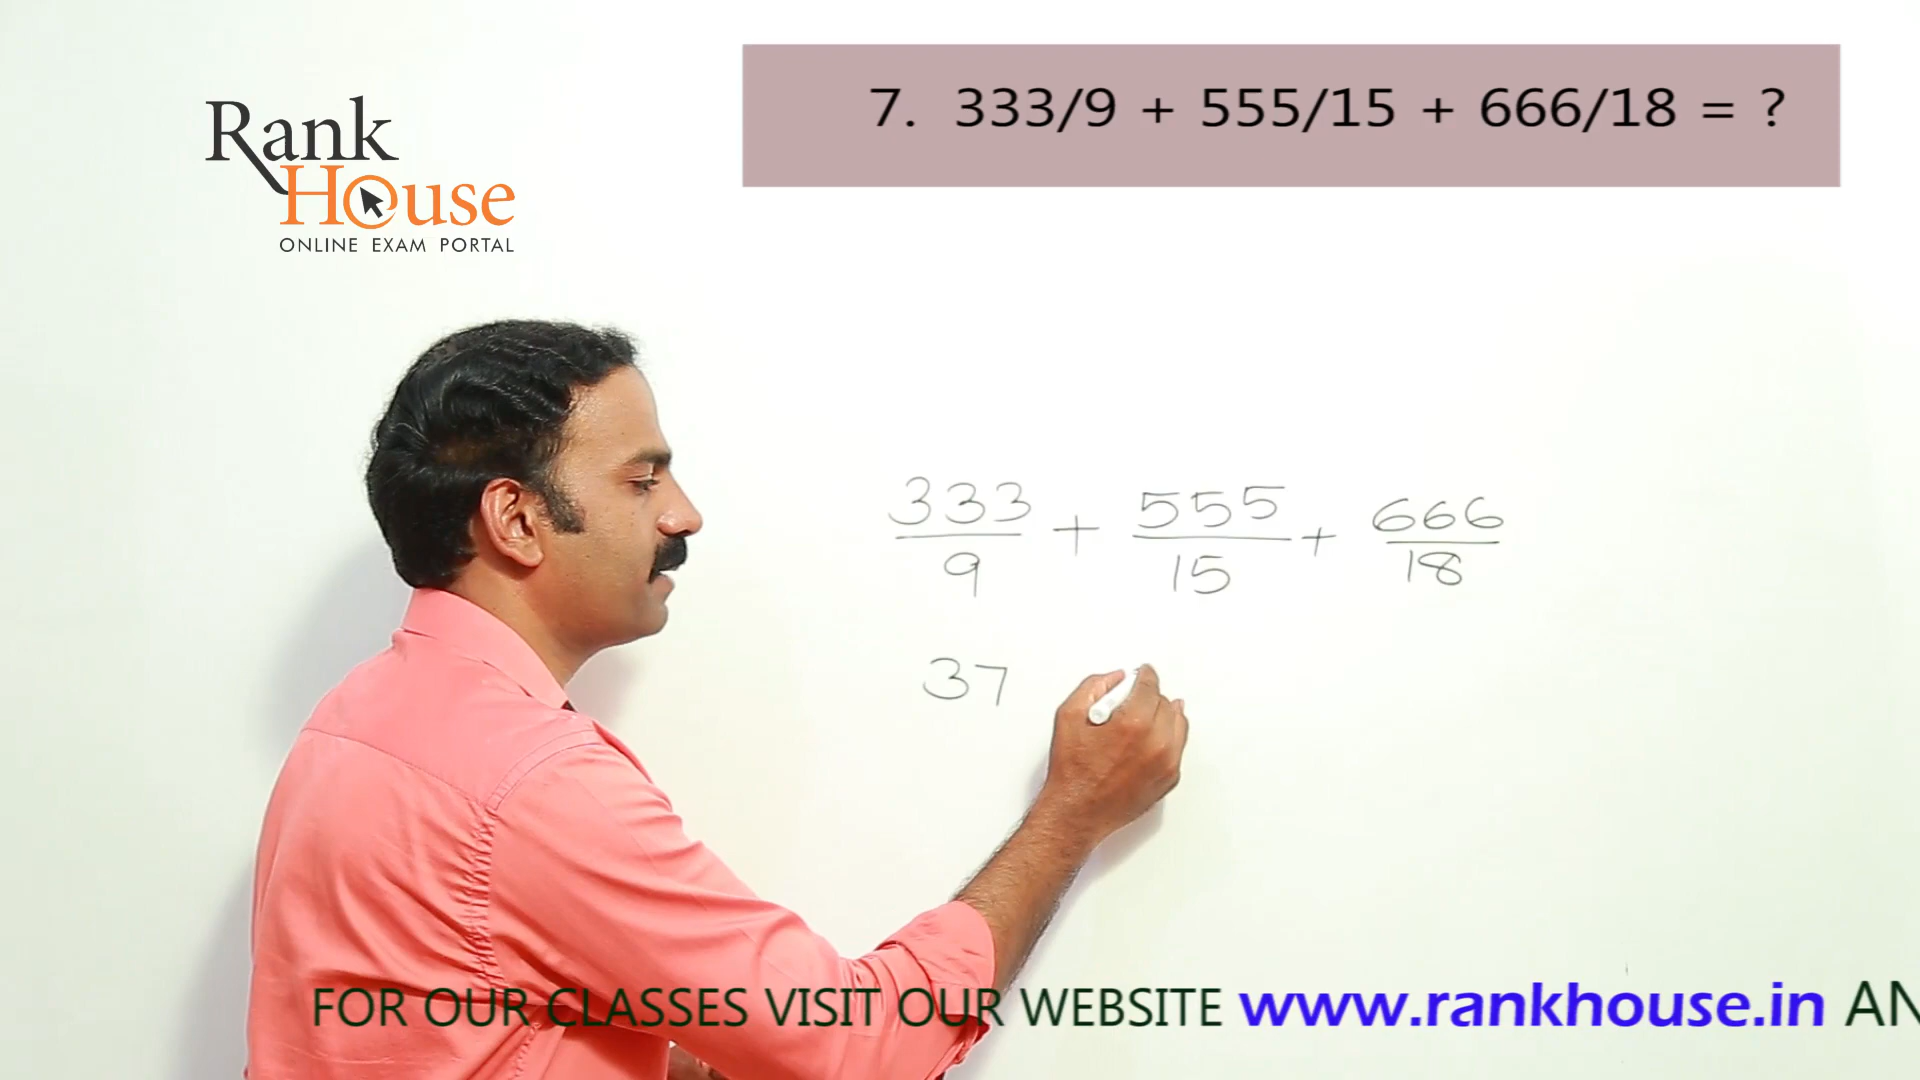 7. 333/9 + 555/15 + 666/18 = ?
Rank
House
ONLINE EXAM PORTAL
333/9 + 555/15 + 666/18
37
FOR OUR CLASSES VISIT OUR WEBSITE www.rankhouse.in AN